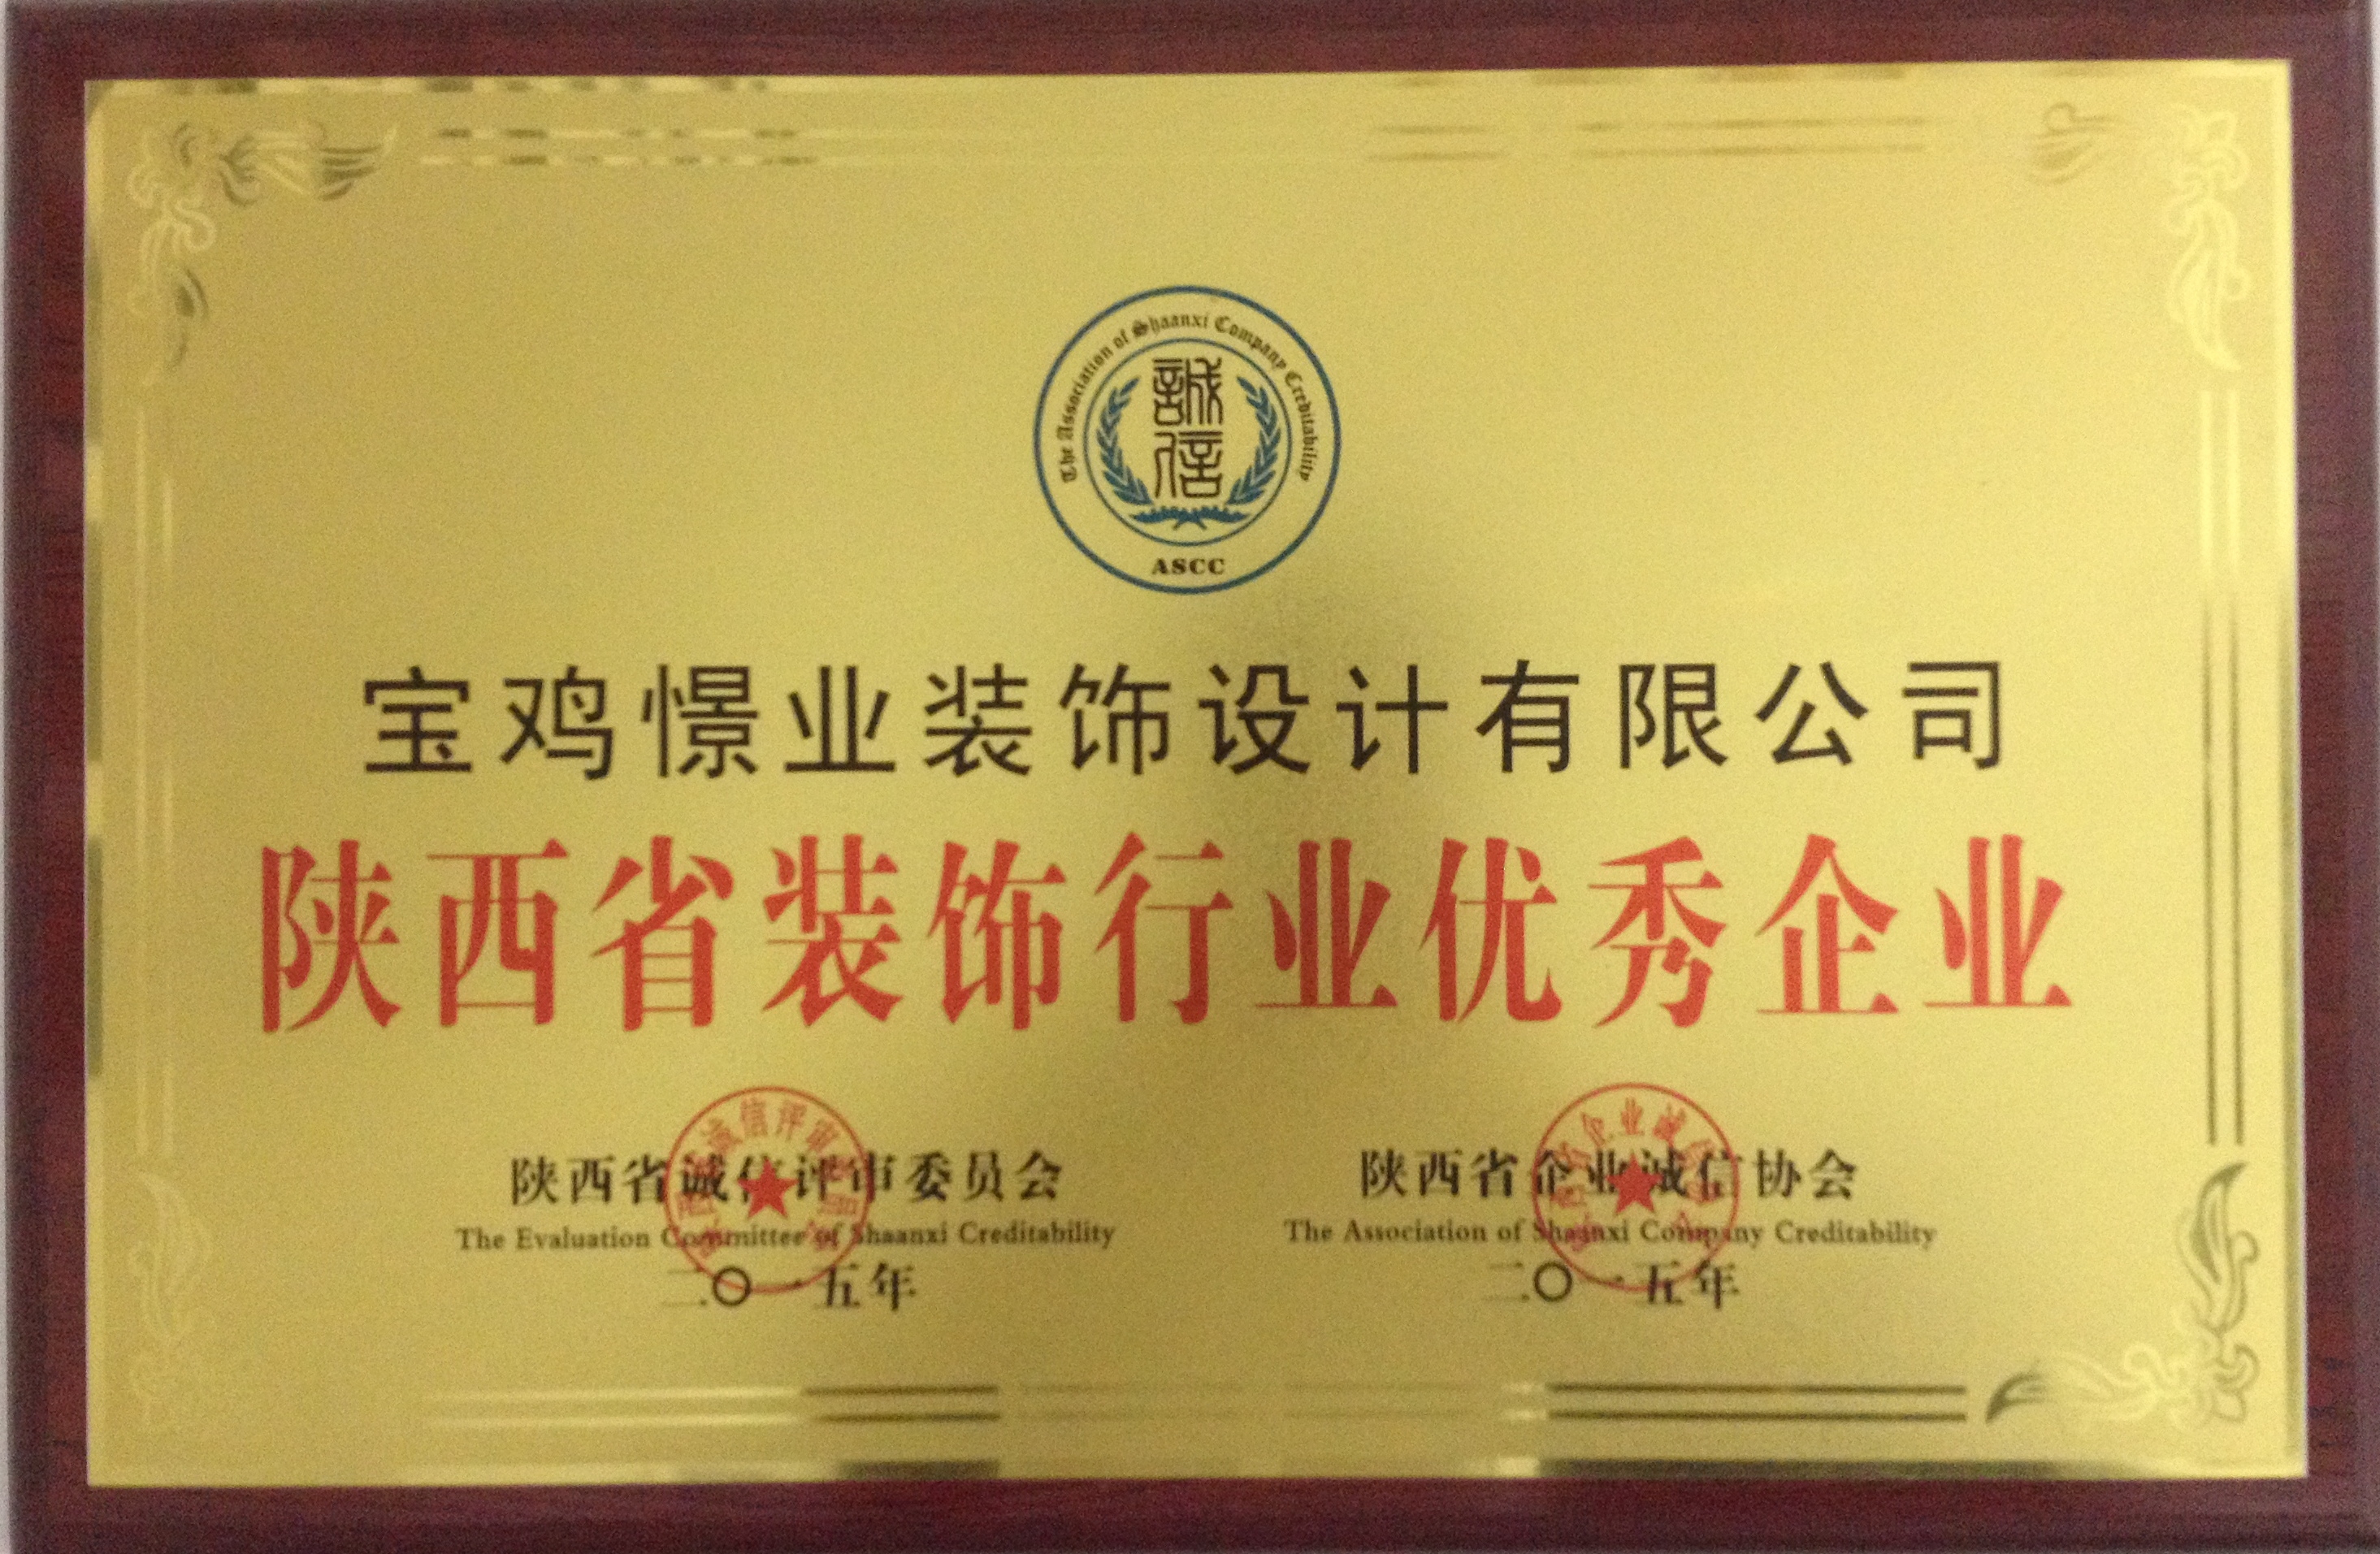 The Association of Shaanxi Company Creditability
誠信
ASCC
宝鸡憬业装饰设计有限公司
陕西省装饰行业优秀企业
陕西省诚信评审委员会
The Evaluation Committee of Shaanxi Creditability
二〇一五年
陕西省企业诚信协会
The Association of Shaanxi Company Creditability
二〇一五年